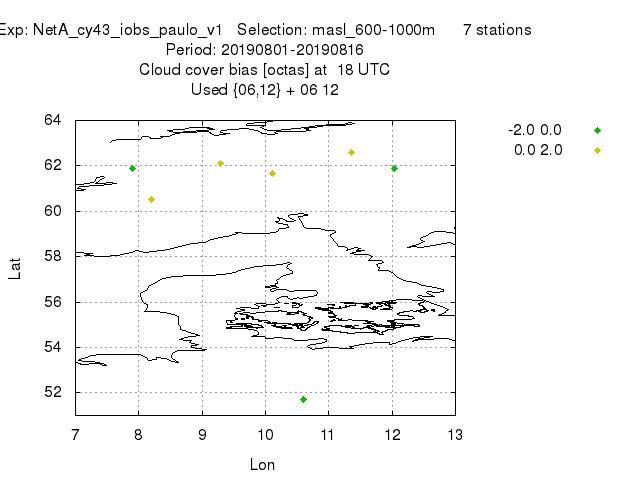 Exp: NetA_cy43_iobs_paulo_v1   Selection: masl_600-1000m      7 stations
Period: 20190801-20190816
Cloud cover bias [octas] at  18 UTC
Used {06,12} + 06 12
-2.0 0.0
0.0 2.0
64
62
60
58
56
54
52
Lat
7 8 9 10 11 12 13
Lon